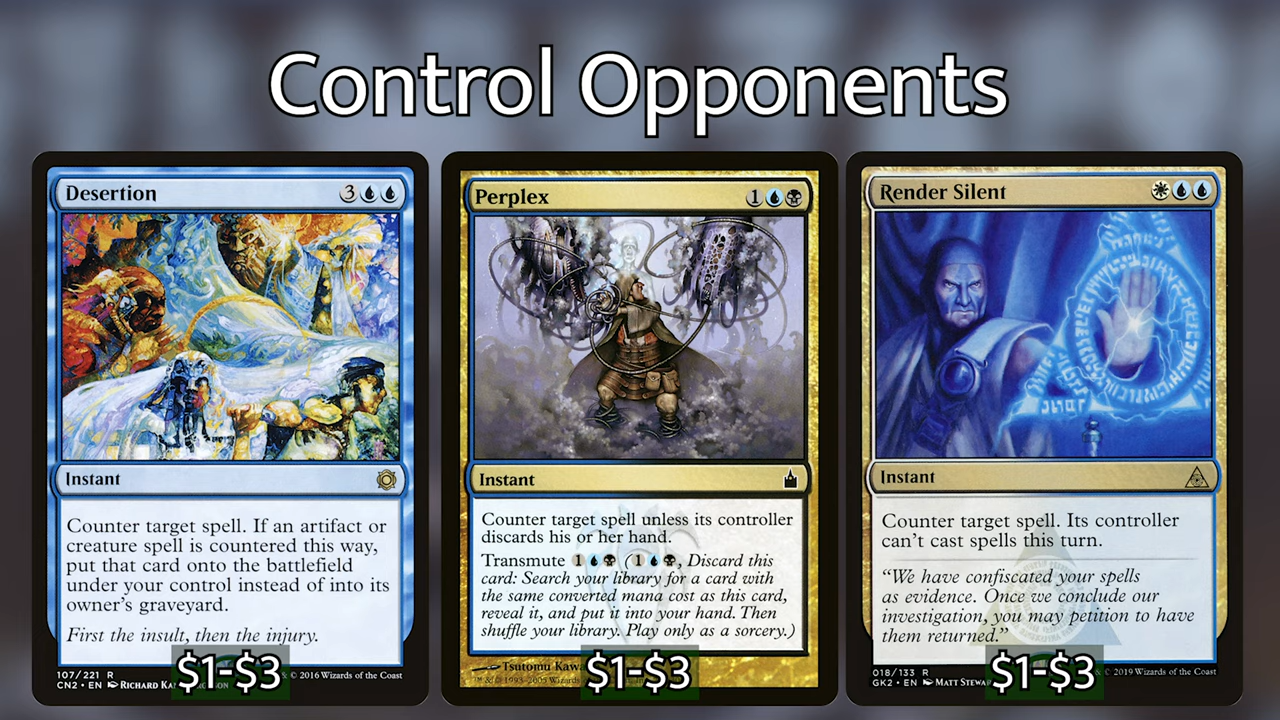 Control Opponents
Desertion 3
Instant
Counter target spell. If an artifact or
creature spell is countered this way,
put that card onto the battlefield
under your control instead of into its
owner's graveyard.
First the insult, then the injury.
107/221 R
CN2 • EN Richard © 2016 Wizards of the Coast
$1-$3
Perplex 1
Instant
Counter target spell unless its controller
discards his or her hand.
Transmute 1 (1, Discard this
card: Search your library for a card with
the same converted mana cost as this card,
reveal it, and put it into your hand. Then
shuffle your library. Play only as a sorcery.)
Tsutomu
™ & © 1993-2005 Wizards
$1-$3
Render Silent
Instant
Counter target spell. Its controller
can't cast spells this turn.
"We have confiscated your spells
as evidence. Once we conclude our
investigation, you may petition to have
them returned."
018/133 R
GK2 • EN Matt © 2019 Wizards of the Coast
$1-$3